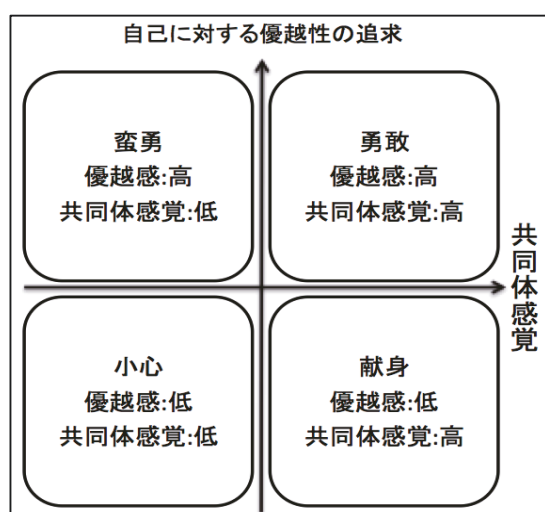 自己に対する優越性の追求
蛮勇
優越感:高
共同体感覚:低
勇敢
優越感:高
共同体感覚:高
共同体感覚
小心
優越感:低
共同体感覚:低
献身
優越感:低
共同体感覚:高